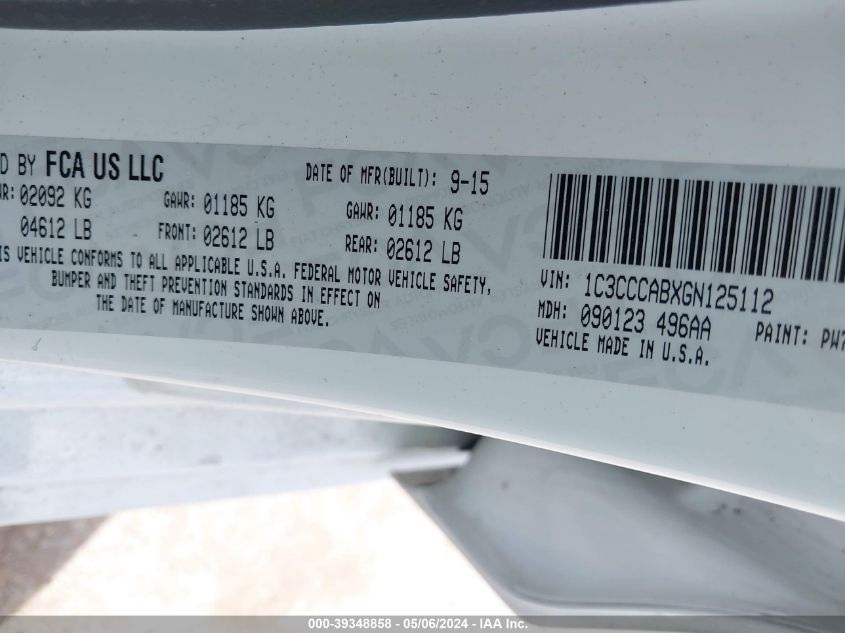 D BY FCA US LLC
DATE OF MFR(BUILT): 9-15
WR: 02092 KG GAWR: 01185 KG GAWR: 01185 KG
04612 LB FRONT: 02612 LB REAR: 02612 LB
IS VEHICLE CONFORMS TO ALL APPLICABLE U.S.A. FEDERAL MOTOR VEHICLE SAFETY,
BUMPER AND THEFT PREVENTION STANDARDS IN EFFECT ON
THE DATE OF MANUFACTURE SHOWN ABOVE.
VIN: 1C3CCCABXGN125112
MDH: 090123 496AA PAINT: PW7
VEHICLE MADE IN U.S.A.
000-39348858 - 05/06/2024 - IAA Inc.